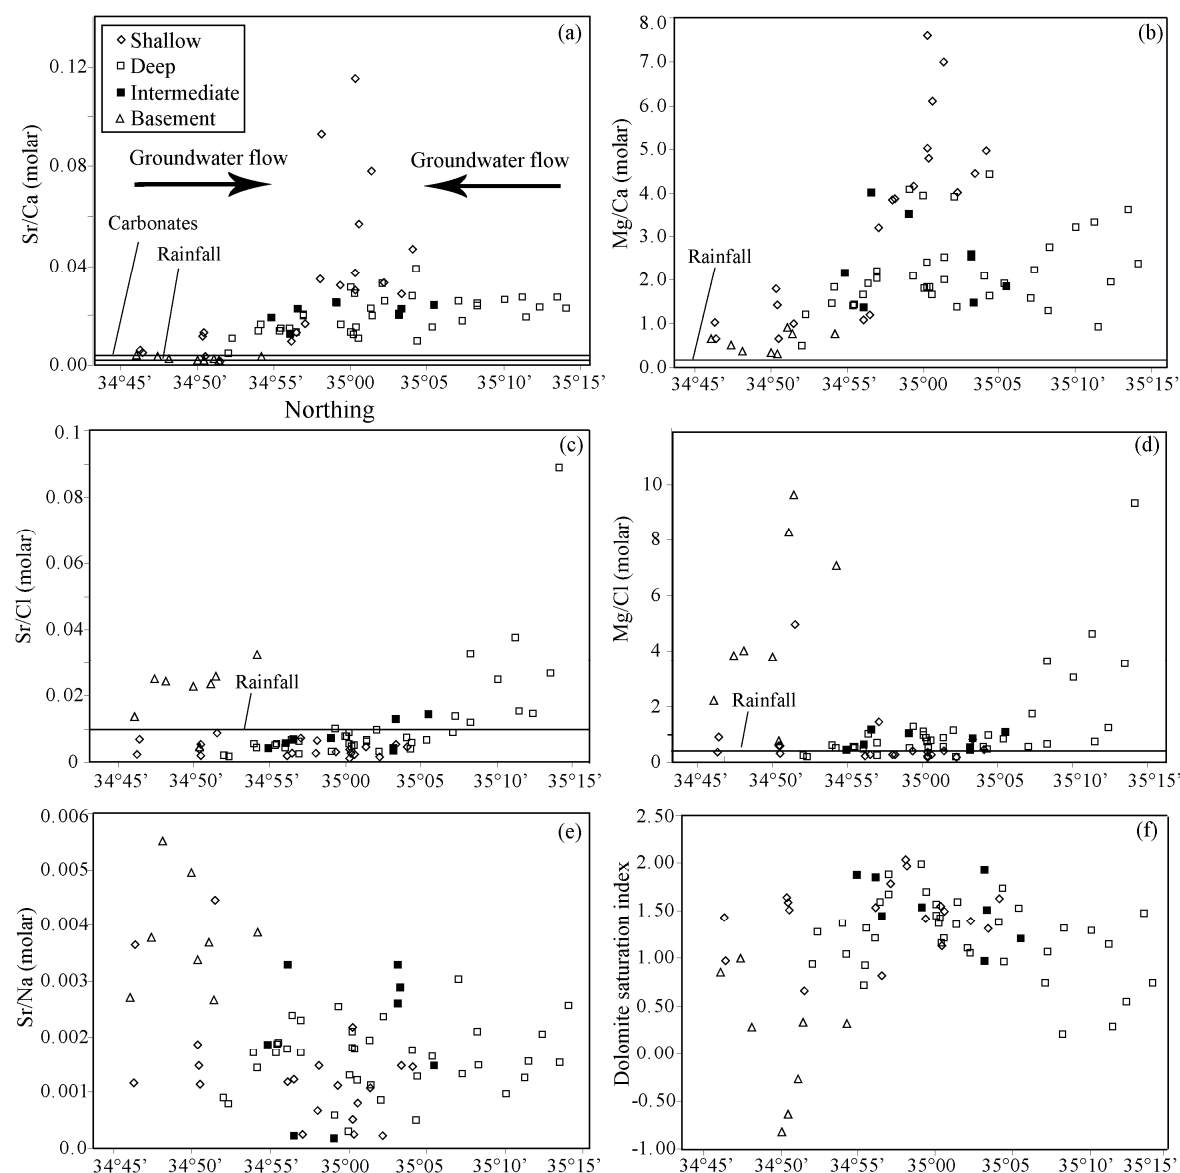 (a)
Shallow
Deep
Intermediate
Basement
Groundwater flow
Groundwater flow
Carbonates
Rainfall
Sr/Ca (molar)
0.12
0.08
0.04
0.00
34°45’ 34°50’ 34°55’ 35°00 35°05 35°10’ 35°15’
Northing
(b)
Rainfall
Mg/Ca (molar)
8.0
7.0
6.0
5.0
4.0
3.0
2.0
1.0
0.0
34°45’ 34°50’ 34°55’ 35°00 35°05 35°10’ 35°15’
(c)
Rainfall
Sr/Cl (molar)
0.1
0.08
0.06
0.04
0.02
0
34°45’ 34°50’ 34°55’ 35°00 35°05 35°10’ 35°15’
(d)
Rainfall
Mg/Cl (molar)
10
8
6
4
2
0
34°45’ 34°50’ 34°55’ 35°00 35°05 35°10’ 35°15’
(e)
Sr/Na (molar)
0.006
0.005
0.004
0.003
0.002
0.001
0.0
34°45’ 34°50’ 34°55’ 35°00 35°05 35°10’ 35°15’
(f)
Dolomite saturation index
2.50
2.00
1.50
1.00
0.50
0.00
-0.50
-1.00
34°45’ 34°50’ 34°55’ 35°00 35°05 35°10’ 35°15’